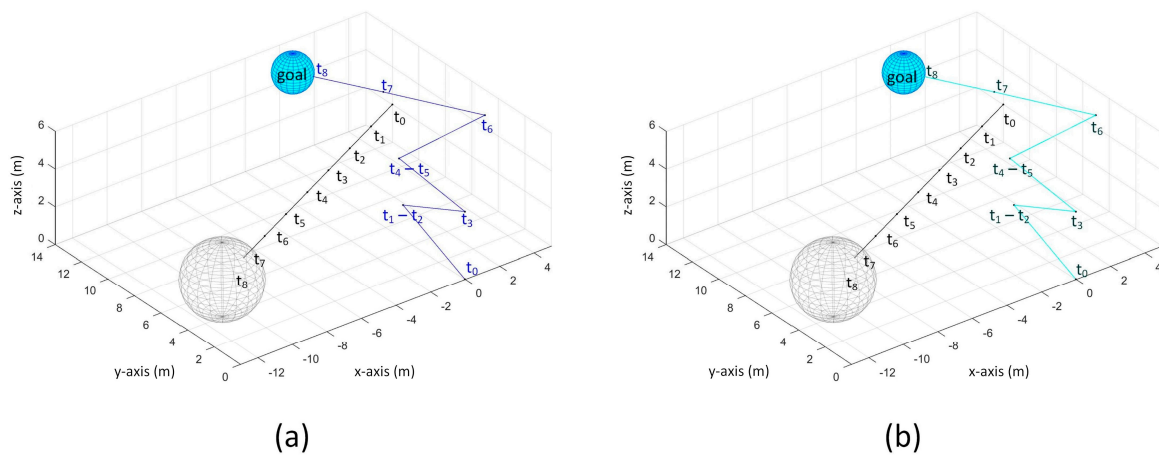 goal
t8
t7
t0
t6
t1
t2
t3
t4 – t5
t4
t1 – t2
t3
t5
t6
t7
t8
t0
6
4
2
0
z-axis (m)
14
12
10
8
6
4
2
0
y-axis (m)
-12
-10
-8
-6
-4
-2
0
2
4
x-axis (m)
(a)
goal
t8
t7
t0
t6
t1
t2
t3
t4 – t5
t4
t1 – t2
t3
t5
t6
t7
t8
t0
6
4
2
0
z-axis (m)
14
12
10
8
6
4
2
0
y-axis (m)
-12
-10
-8
-6
-4
-2
0
2
4
x-axis (m)
(b)